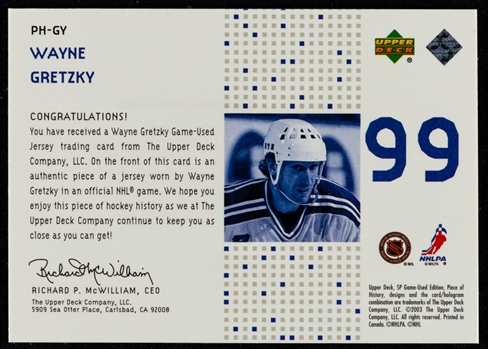 PH-GY
WAYNE
GRETZKY
CONGRATULATIONS!
You have received a Wayne Gretzky Game-Used
Jersey trading card from The Upper Deck
Company, LLC. On the front of this card is an
authentic piece of a jersey worn by Wayne
Gretzky in an official NHL® game. We hope you
enjoy this piece of hockey history as we at The
Upper Deck Company continue to keep you as
close as you can get!
Richard McWilliam
RICHARD P. McWILLIAM, CEO
The Upper Deck Company, LLC.
5909 Sea Otter Place, Carlsbad, CA 92008
UPPER
DECK
®
99
©NHL
NHLPA
©NHLPA
Upper Deck, SP Game-Used Edition, Piece of
History, designs and the card/hologram
combination are trademarks of The Upper Deck
Company, LLC. ©2003 The Upper Deck
Company, LLC. All rights reserved. Printed in
Canada. ©NHLPA. ©NHL